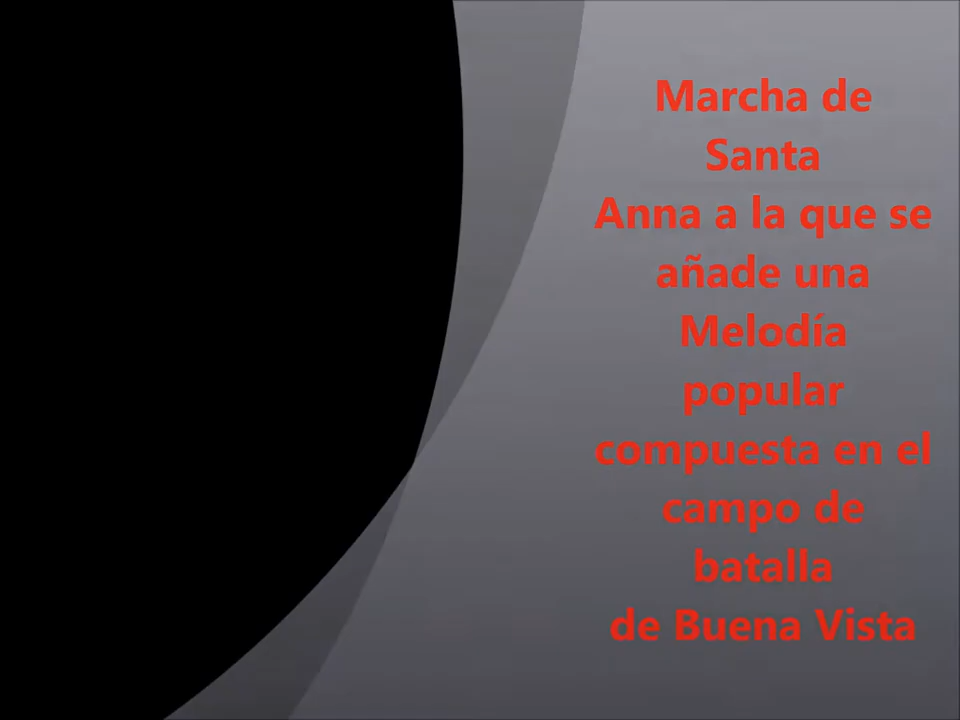 Marcha de
Santa
Anna a la que se
añade una
Melodía
popular
compuesta en el
campo de
batalla
de Buena Vista